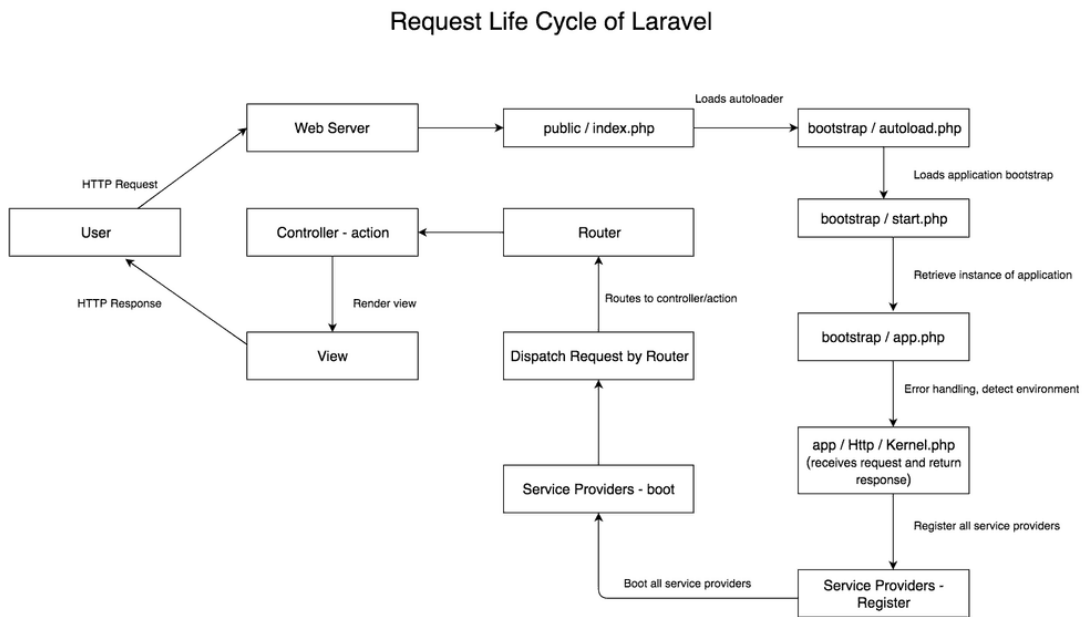 Request Life Cycle of Laravel
Loads autoloader
Web Server
public / index.php
bootstrap / autoload.php
HTTP Request
Loads application bootstrap
User
Controller - action
Router
bootstrap / start.php
HTTP Response
Render view
Routes to controller/action
Retrieve instance of application
View
Dispatch Request by Router
bootstrap / app.php
Error handling, detect environment
app / Http / Kernel.php
(receives request and return
response)
Service Providers - boot
Register all service providers
Boot all service providers
Service Providers -
Register